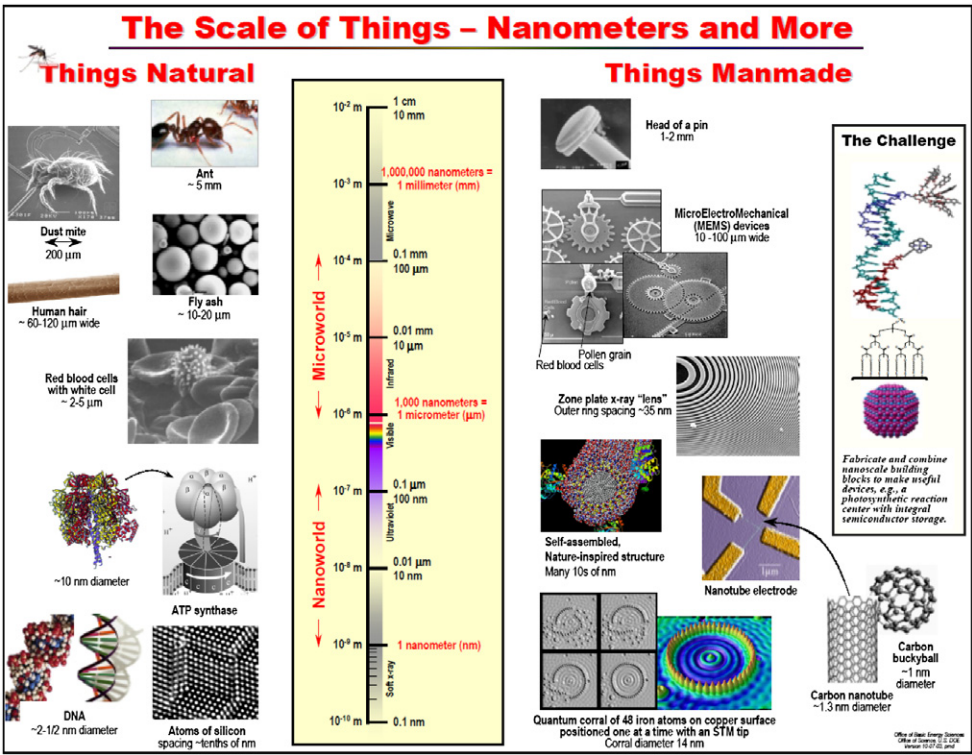 The Scale of Things – Nanometers and More
Things Natural
Ant
~ 5 mm
Dust mite
200 µm
Fly ash
~ 10-20 µm
Human hair
~ 60-120 µm wide
Red blood cells
with white cell
~ 2-5 µm
~10 nm diameter
ATP synthase
DNA
~2-1/2 nm diameter
Atoms of silicon
spacing ~tenths of nm
10-2 m
1 cm
10 mm
1,000,000 nanometers =
10-3 m
1 millimeter (mm)
Microwave
10-4 m
0.1 mm
100 µm
Microworld
10-5 m
0.01 mm
10 µm
Infrared
1,000 nanometers =
10-6 m
1 micrometer (µm)
Visible
10-7 m
0.1 µm
100 nm
Nanoworld
Ultraviolet
10-8 m
0.01 µm
10 nm
10-9 m
1 nanometer (nm)
Soft x-ray
10-10 m
0.1 nm
Things Manmade
Head of a pin
1-2 mm
MicroElectroMechanical
(MEMS) devices
10 -100 µm wide
Pollen grain
Red blood cells
Zone plate x-ray “lens”
Outer ring spacing ~35 nm
Self-assembled,
Nature-inspired structure
Many 10s of nm
1µm
Nanotube electrode
Quantum corral of 48 iron atoms on copper surface
positioned one at a time with an STM tip
Corral diameter 14 nm
Carbon nanotube
~1.3 nm diameter
Carbon
buckyball
~1 nm
diameter
The Challenge
Fabricate and combine
nanoscale building
blocks to make useful
devices, e.g., a
photosynthetic reaction
center with integral
semiconductor storage.
Office of Basic Energy Sciences
Office of Science, U.S. DOE